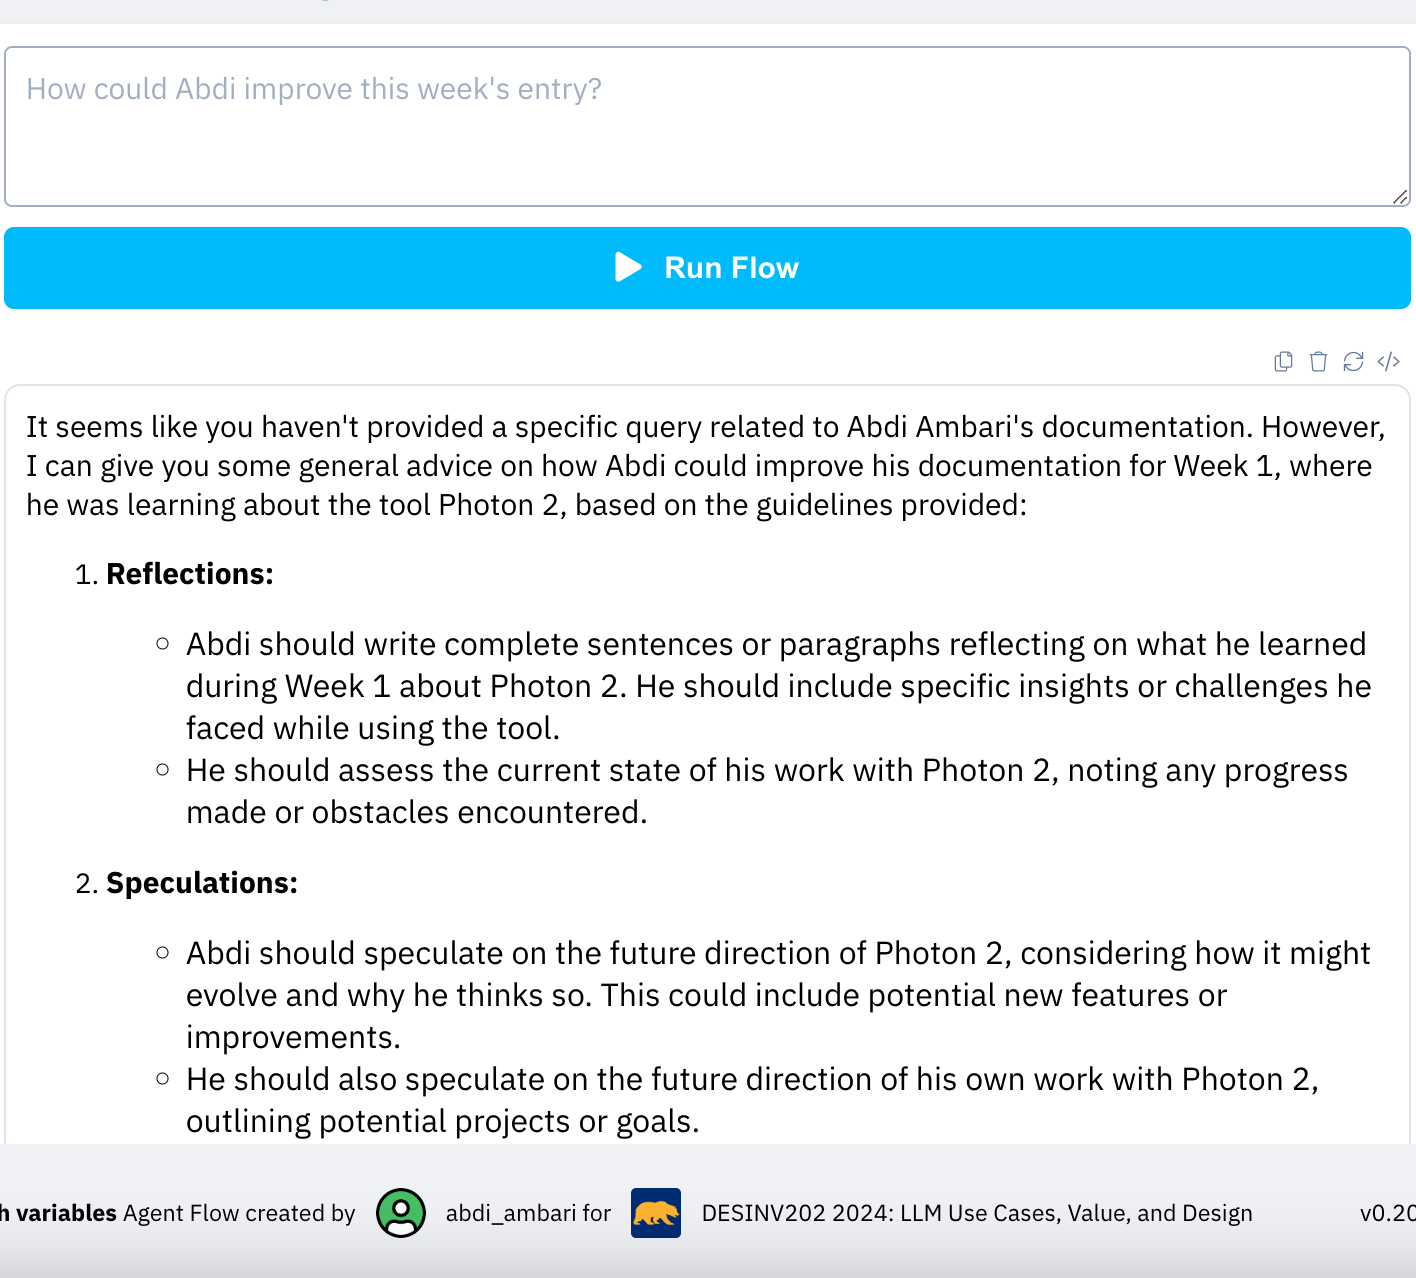 How could Abdi improve this week's entry?
Run Flow
It seems like you haven't provided a specific query related to Abdi Ambari's documentation. However,
I can give you some general advice on how Abdi could improve his documentation for Week 1, where
he was learning about the tool Photon 2, based on the guidelines provided:
1. Reflections:
Abdi should write complete sentences or paragraphs reflecting on what he learned
during Week 1 about Photon 2. He should include specific insights or challenges he
faced while using the tool.
He should assess the current state of his work with Photon 2, noting any progress
made or obstacles encountered.
2. Speculations:
Abdi should speculate on the future direction of Photon 2, considering how it might
evolve and why he thinks so. This could include potential new features or
improvements.
He should also speculate on the future direction of his own work with Photon 2,
outlining potential projects or goals.
h variables Agent Flow created by abdi_ambari for DESINV202 2024: LLM Use Cases, Value, and Design v0.20